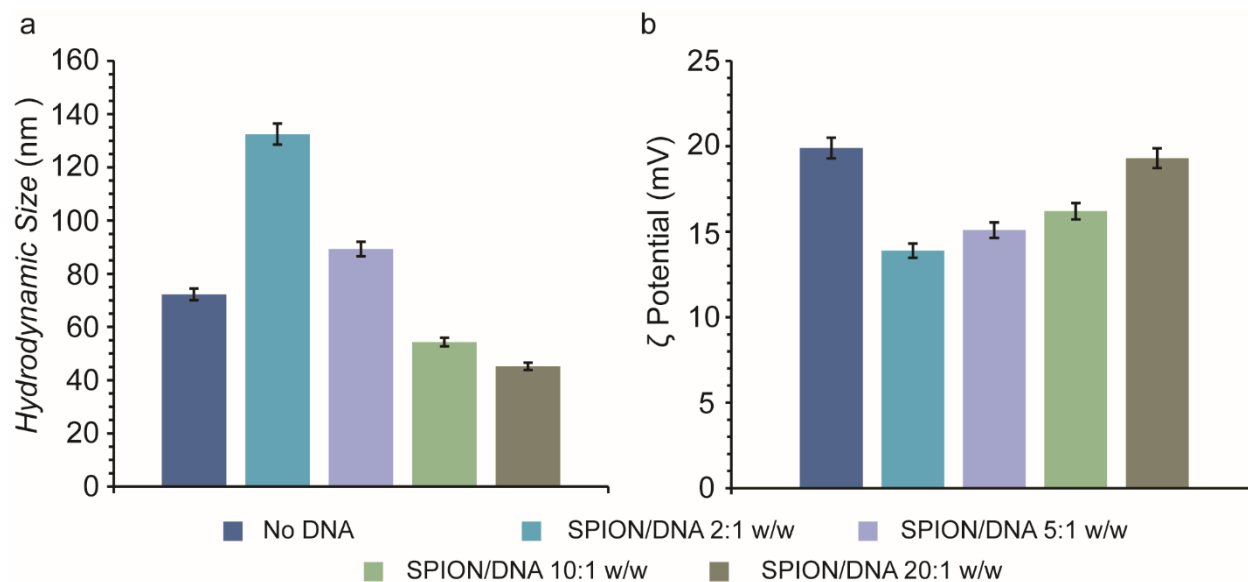 a
160
140
120
100
80
60
40
20
0
Hydrodynamic Size (nm )
b
25
20
15
10
5
0
ζ Potential (mV)
No DNA
SPION/DNA 2:1 w/w
SPION/DNA 5:1 w/w
SPION/DNA 10:1 w/w
SPION/DNA 20:1 w/w